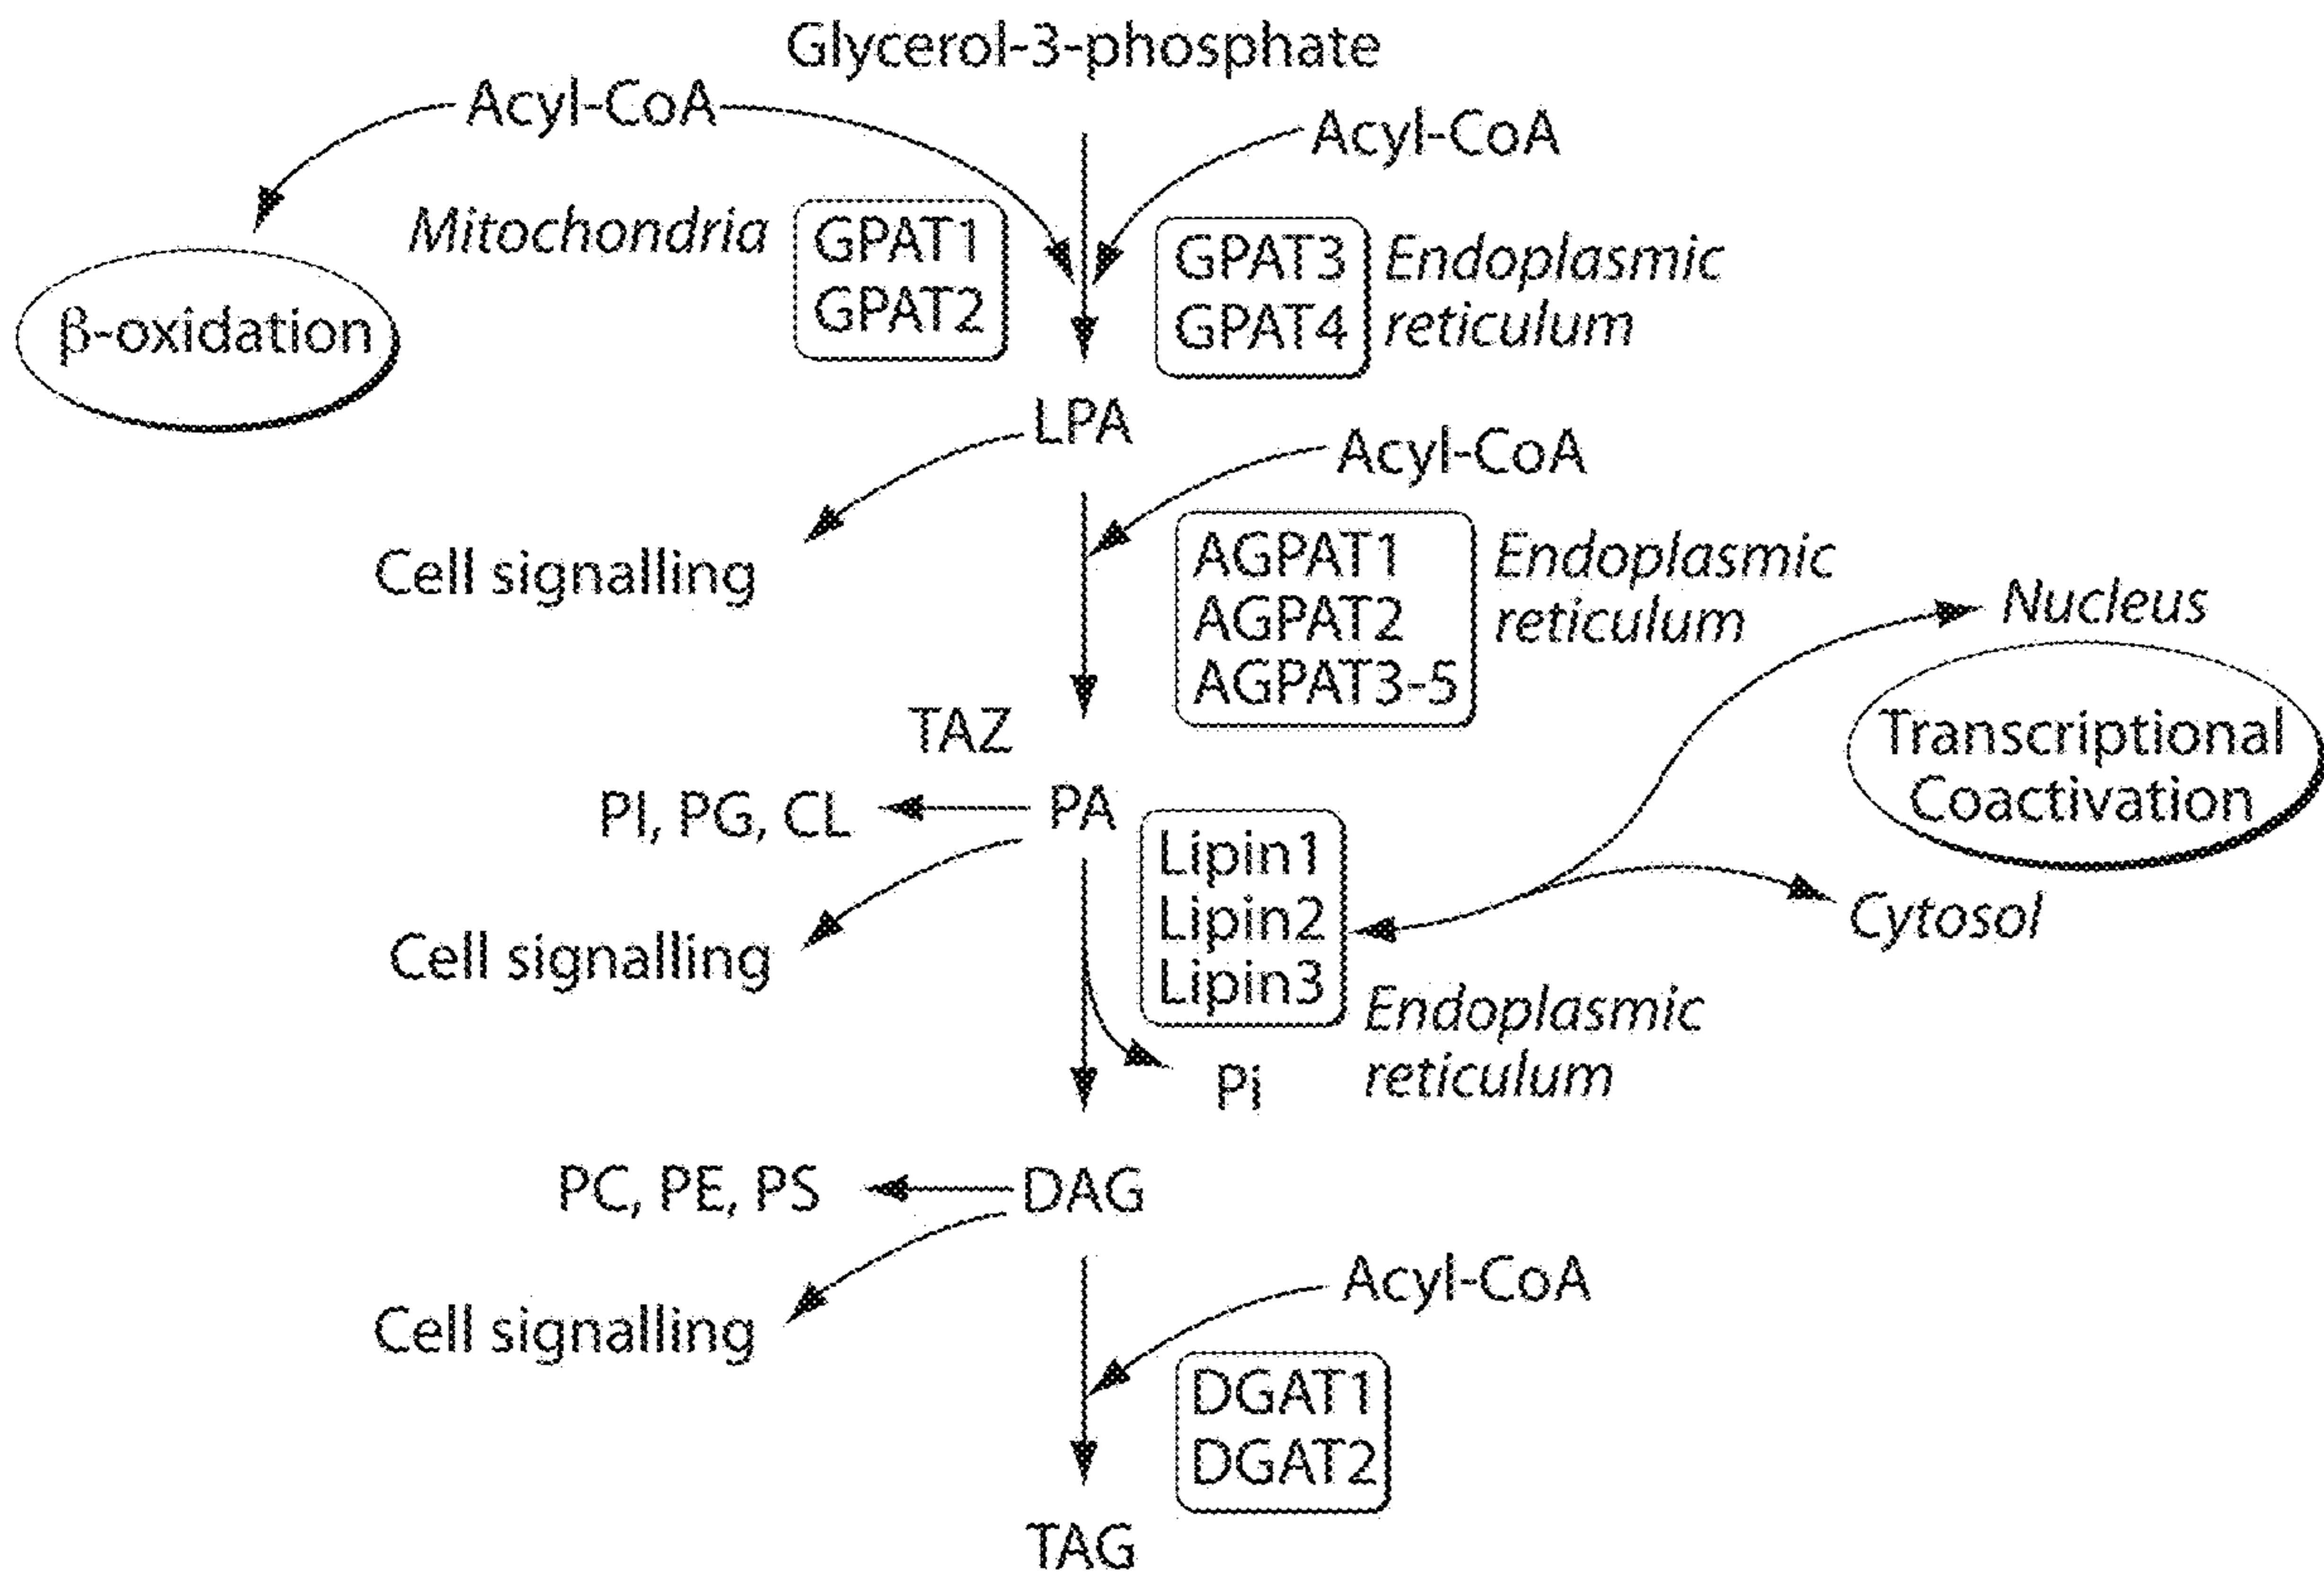 Glycerol-3-phosphate
Acyl-CoA
Acyl-CoA
Mitochondria
GPAT1
GPAT2
GPAT3
GPAT4
Endoplasmic
reticulum
β-oxidation
LPA
Acyl-CoA
Cell signalling
AGPAT1
AGPAT2
AGPAT3-5
Endoplasmic
reticulum
Nucleus
Transcriptional
Coactivation
TAZ
PI, PG, CL
PA
Lipin1
Lipin2
Lipin3
Cytosol
Cell signalling
Endoplasmic
reticulum
Pi
PC, PE, PS
DAG
Cell signalling
Acyl-CoA
DGAT1
DGAT2
TAG